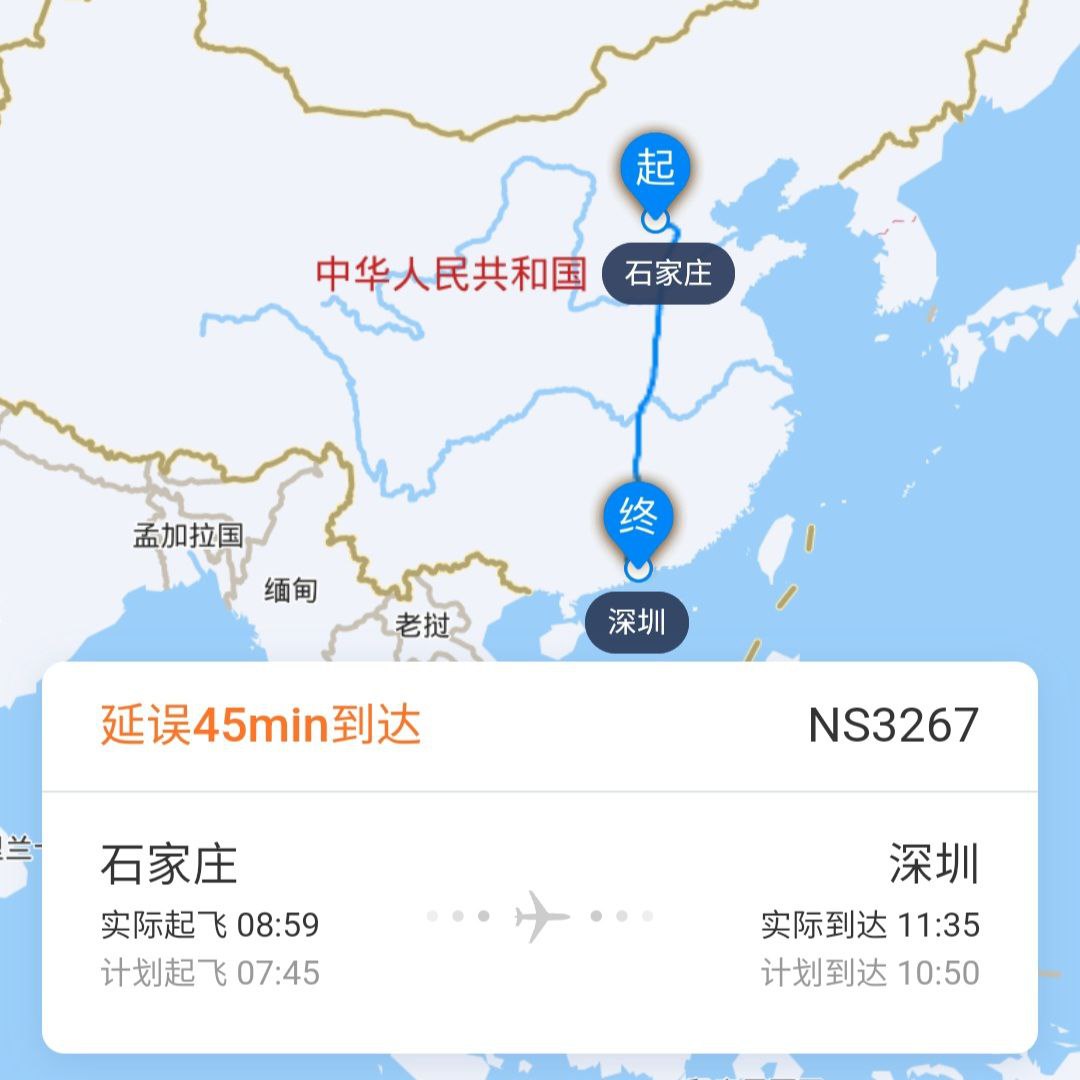 起
中华人民共和国
石家庄
终
孟加拉国
缅甸
老挝
深圳
延误45min到达
NS3267
石家庄
深圳
实际起飞 08:59
实际到达 11:35
计划起飞 07:45
计划到达 10:50